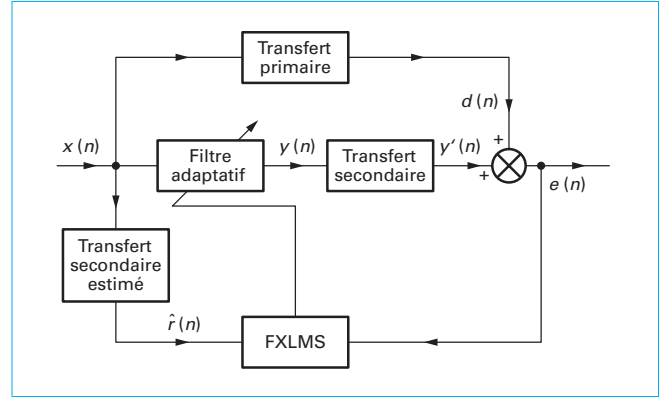 Transfert
primaire
d (n)
x (n)
Filtre
adaptatif
y (n)
Transfert
secondaire
y′ (n)
+
+
e (n)
Transfert
secondaire
estimé
r̂ (n)
FXLMS